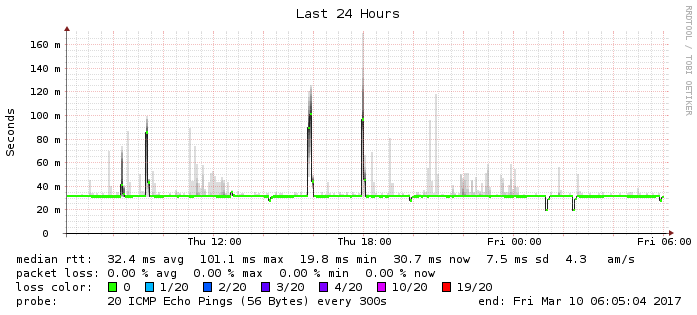 Last 24 Hours
RRDTOOL / TOBI OETIKER
Seconds
160 m
140 m
120 m
100 m
80 m
60 m
40 m
20 m
0
Thu 12:00 Thu 18:00 Fri 00:00 Fri 06:00
median rtt: 32.4 ms avg 101.1 ms max 19.8 ms min 30.7 ms now 7.5 ms sd 4.3 am/s
packet loss: 0.00 % avg 0.00 % max 0.00 % min 0.00 % now
loss color: 0 1/20 2/20 3/20 4/20 10/20 19/20
probe: 20 ICMP Echo Pings (56 Bytes) every 300s end: Fri Mar 10 06:05:04 2017